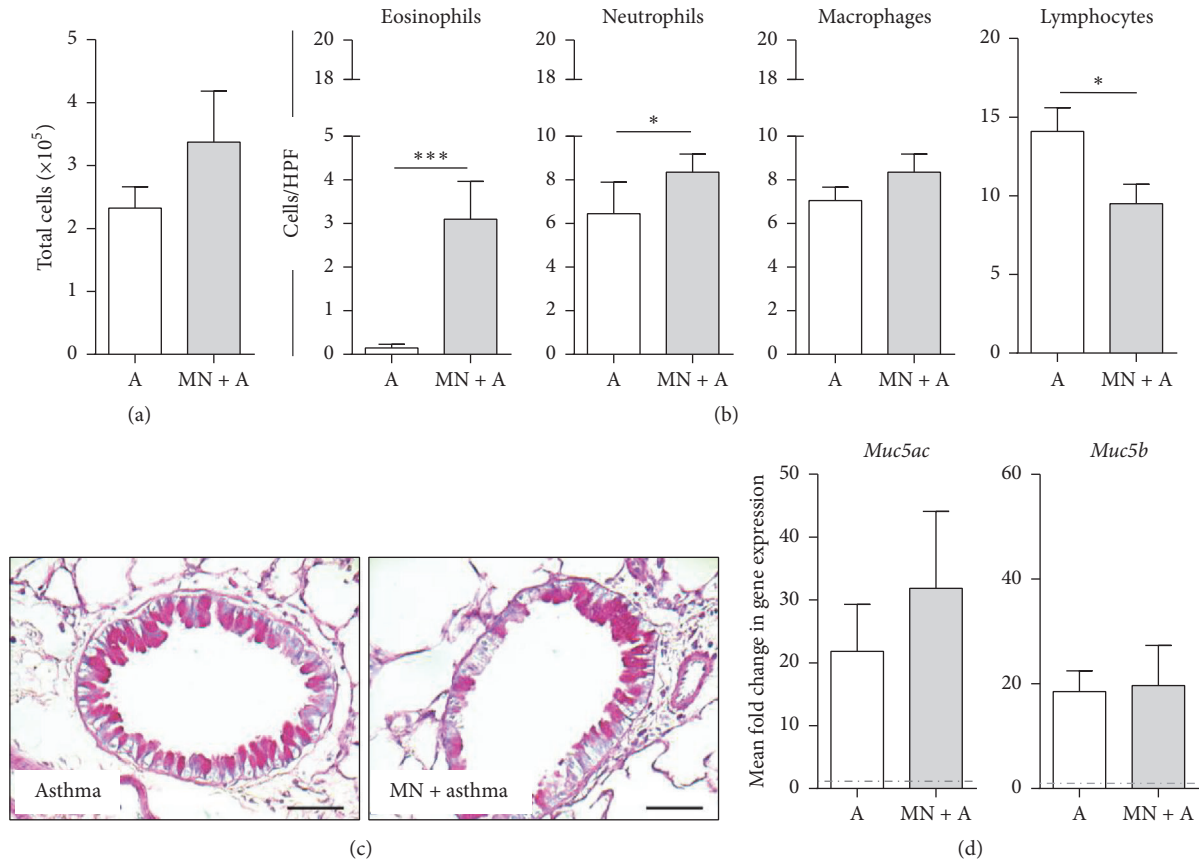 Total cells (×10⁵)
5
4
3
2
1
0
A
MN + A
(a)
Cells/HPF
Eosinophils
20
18
5
4
3
2
1
0
***
A
MN + A
Neutrophils
20
18
10
8
6
4
2
0
*
A
MN + A
Macrophages
20
18
10
8
6
4
2
0
A
MN + A
Lymphocytes
20
15
10
5
0
*
A
MN + A
(b)
Asthma
MN + asthma
(c)
Mean fold change in gene expression
Muc5ac
50
40
30
20
10
0
A
MN + A
Muc5b
60
40
20
0
A
MN + A
(d)